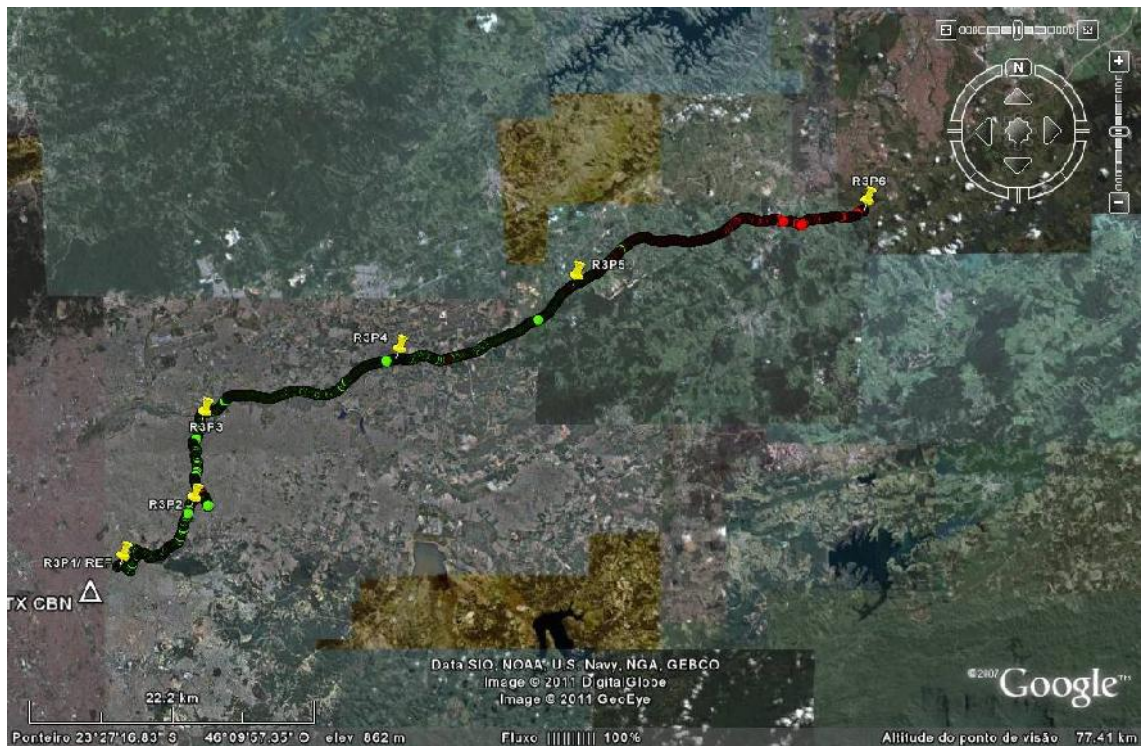 N
R3P6
R3P5
R3P4
R3P3
R3P2
R3P1/ REF
TX CBN
Data SIO, NOAA, U.S. Navy, NGA, GEBCO
Image © 2011 DigitalGlobe
Image © 2011 GeoEye
©2007 Google™
22.2 km
Ponteiro 23°27'16.83" S 46°09'57.35" O elev 862 m Fluxo 100% Altitude do ponto de visão 77.41 km